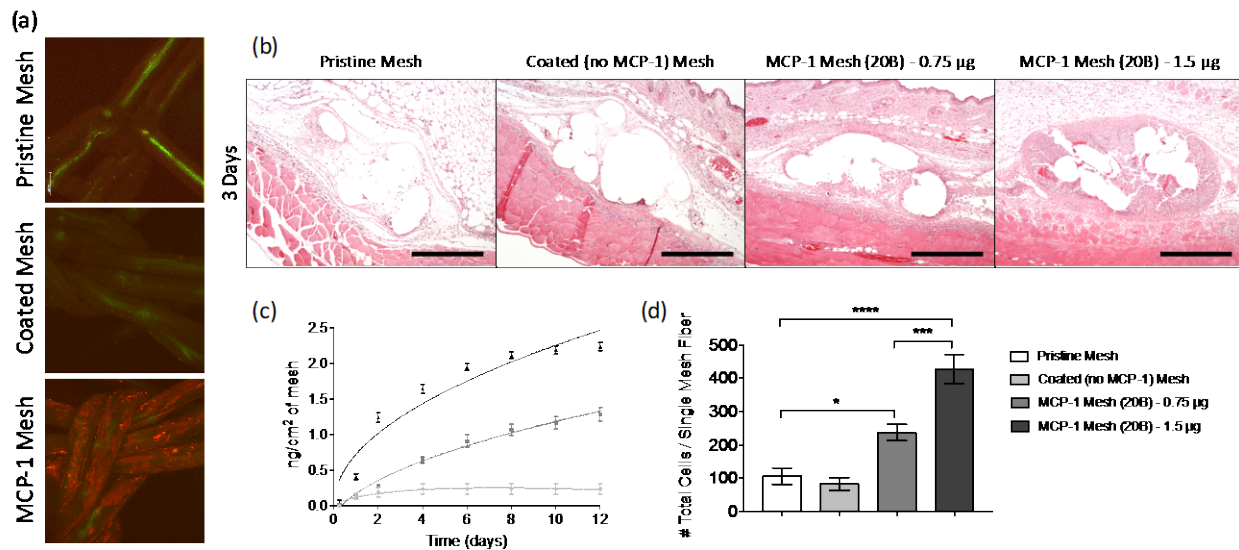 (a)
Pristine Mesh
Coated Mesh
MCP-1 Mesh
(b)
Pristine Mesh
Coated (no MCP-1) Mesh
MCP-1 Mesh (20B) - 0.75 µg
MCP-1 Mesh (20B) - 1.5 µg
3 Days
(c)
ng/cm² of mesh
2.5
2.0
1.5
1.0
0.5
0.0
0
2
4
6
8
10
12
Time (days)
(d)
# Total Cells / Single Mesh Fiber
500
400
300
200
100
0
*
***
****
Pristine Mesh
Coated (no MCP-1) Mesh
MCP-1 Mesh (20B) - 0.75 µg
MCP-1 Mesh (20B) - 1.5 µg